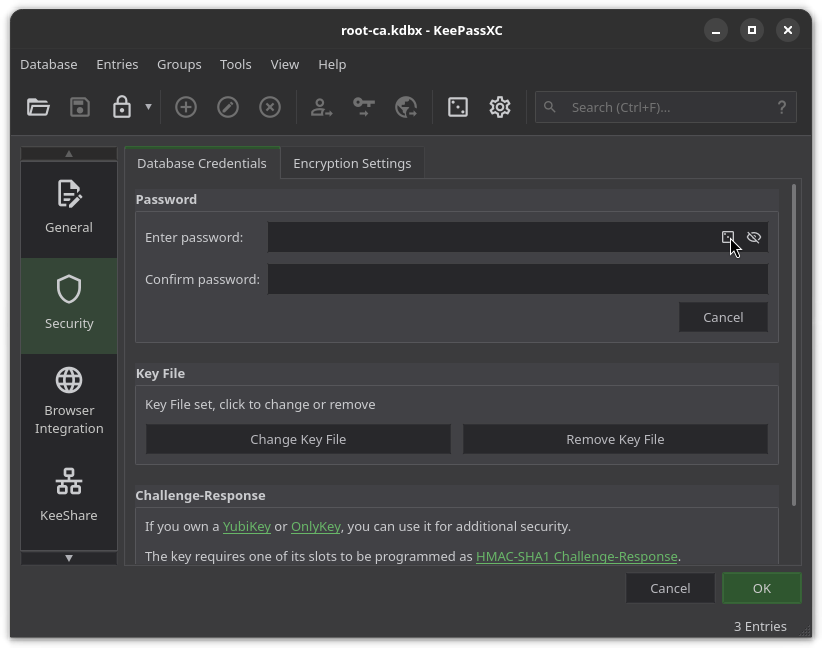 root-ca.kdbx - KeePassXC
Database Entries Groups Tools View Help
Search (Ctrl+F)... ?
General
Security
Browser
Integration
KeeShare
Database Credentials Encryption Settings
Password
Enter password:
Confirm password:
Cancel
Key File
Key File set, click to change or remove
Change Key File Remove Key File
Challenge-Response
If you own a YubiKey or OnlyKey, you can use it for additional security.
The key requires one of its slots to be programmed as HMAC-SHA1 Challenge-Response.
Cancel OK
3 Entries